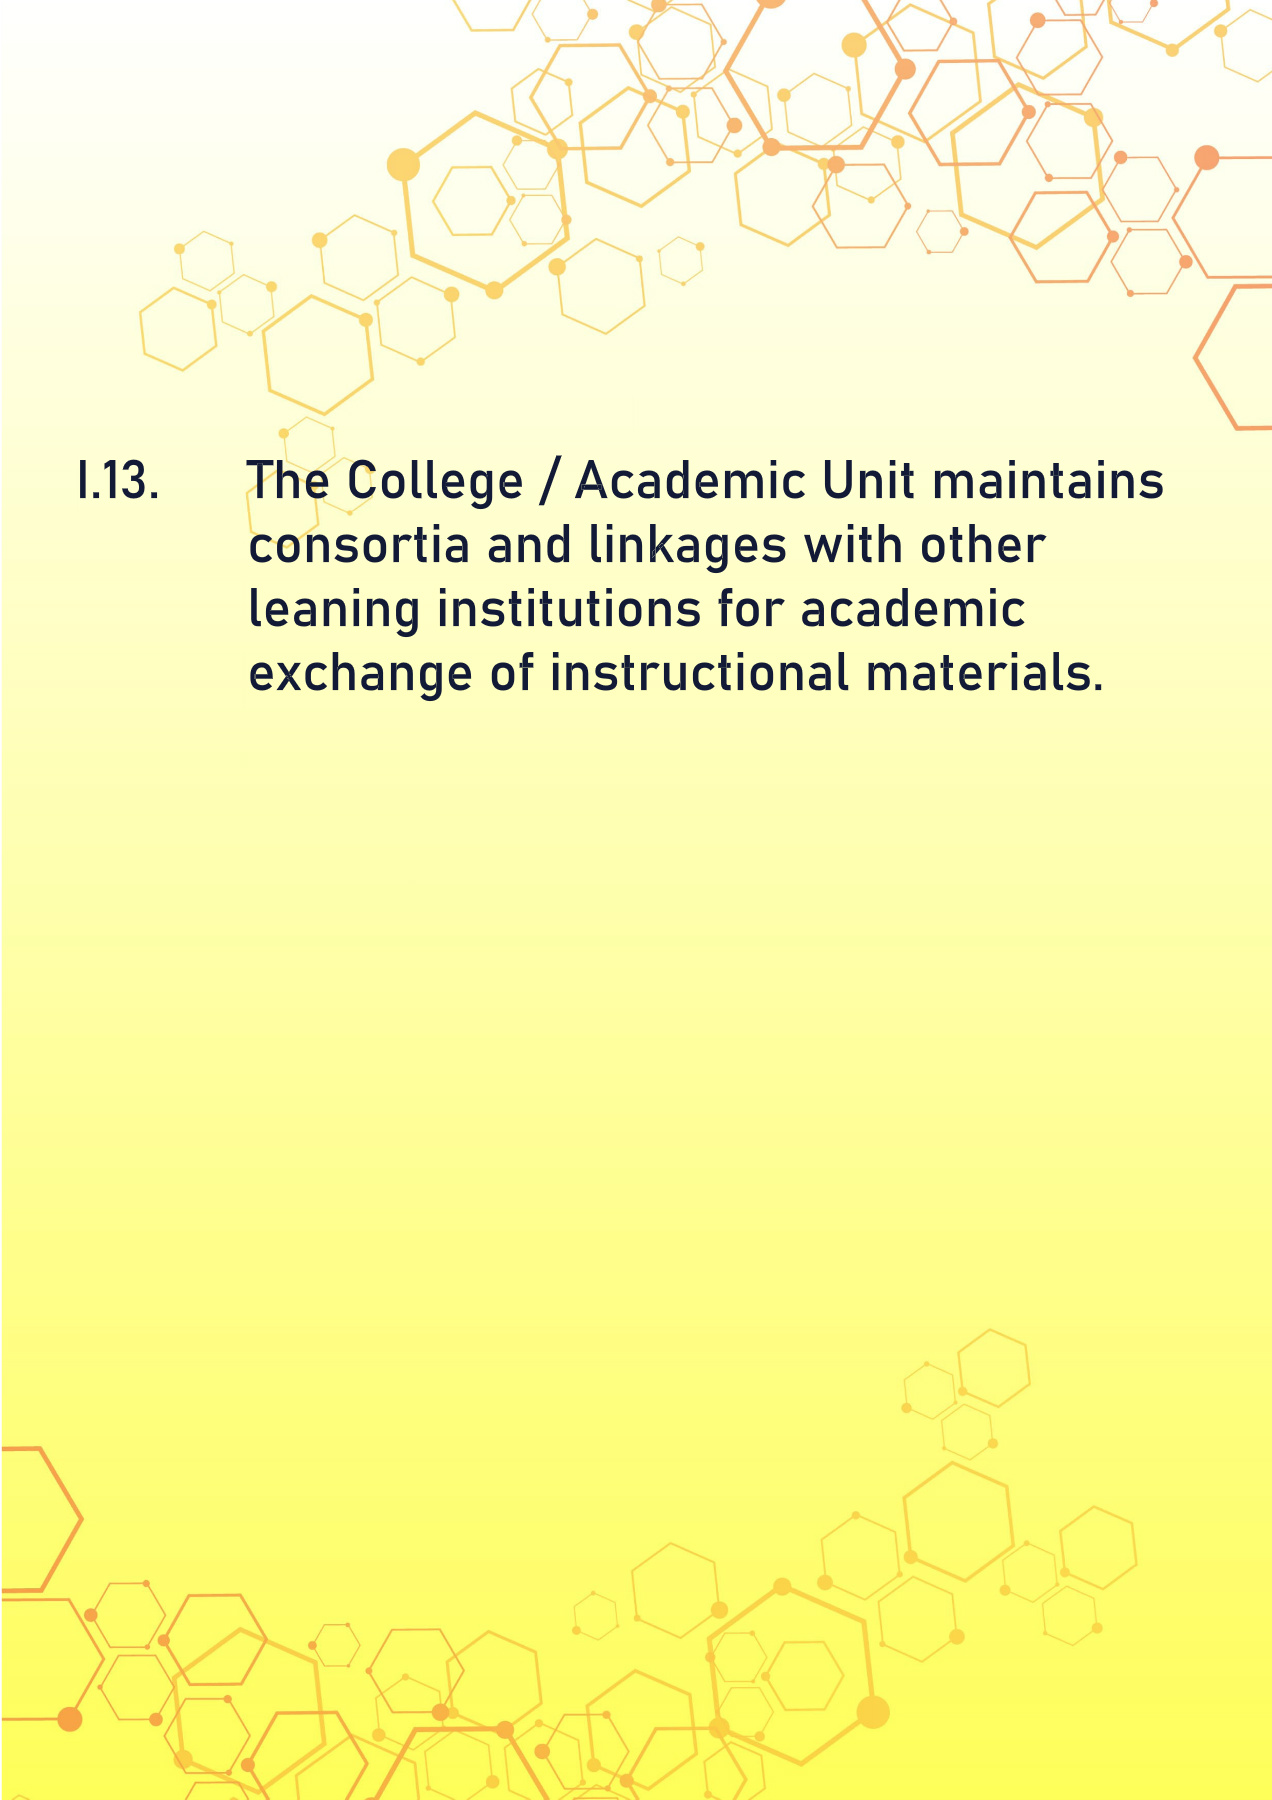 I.13. The College / Academic Unit maintains
consortia and linkages with other
leaning institutions for academic
exchange of instructional materials.